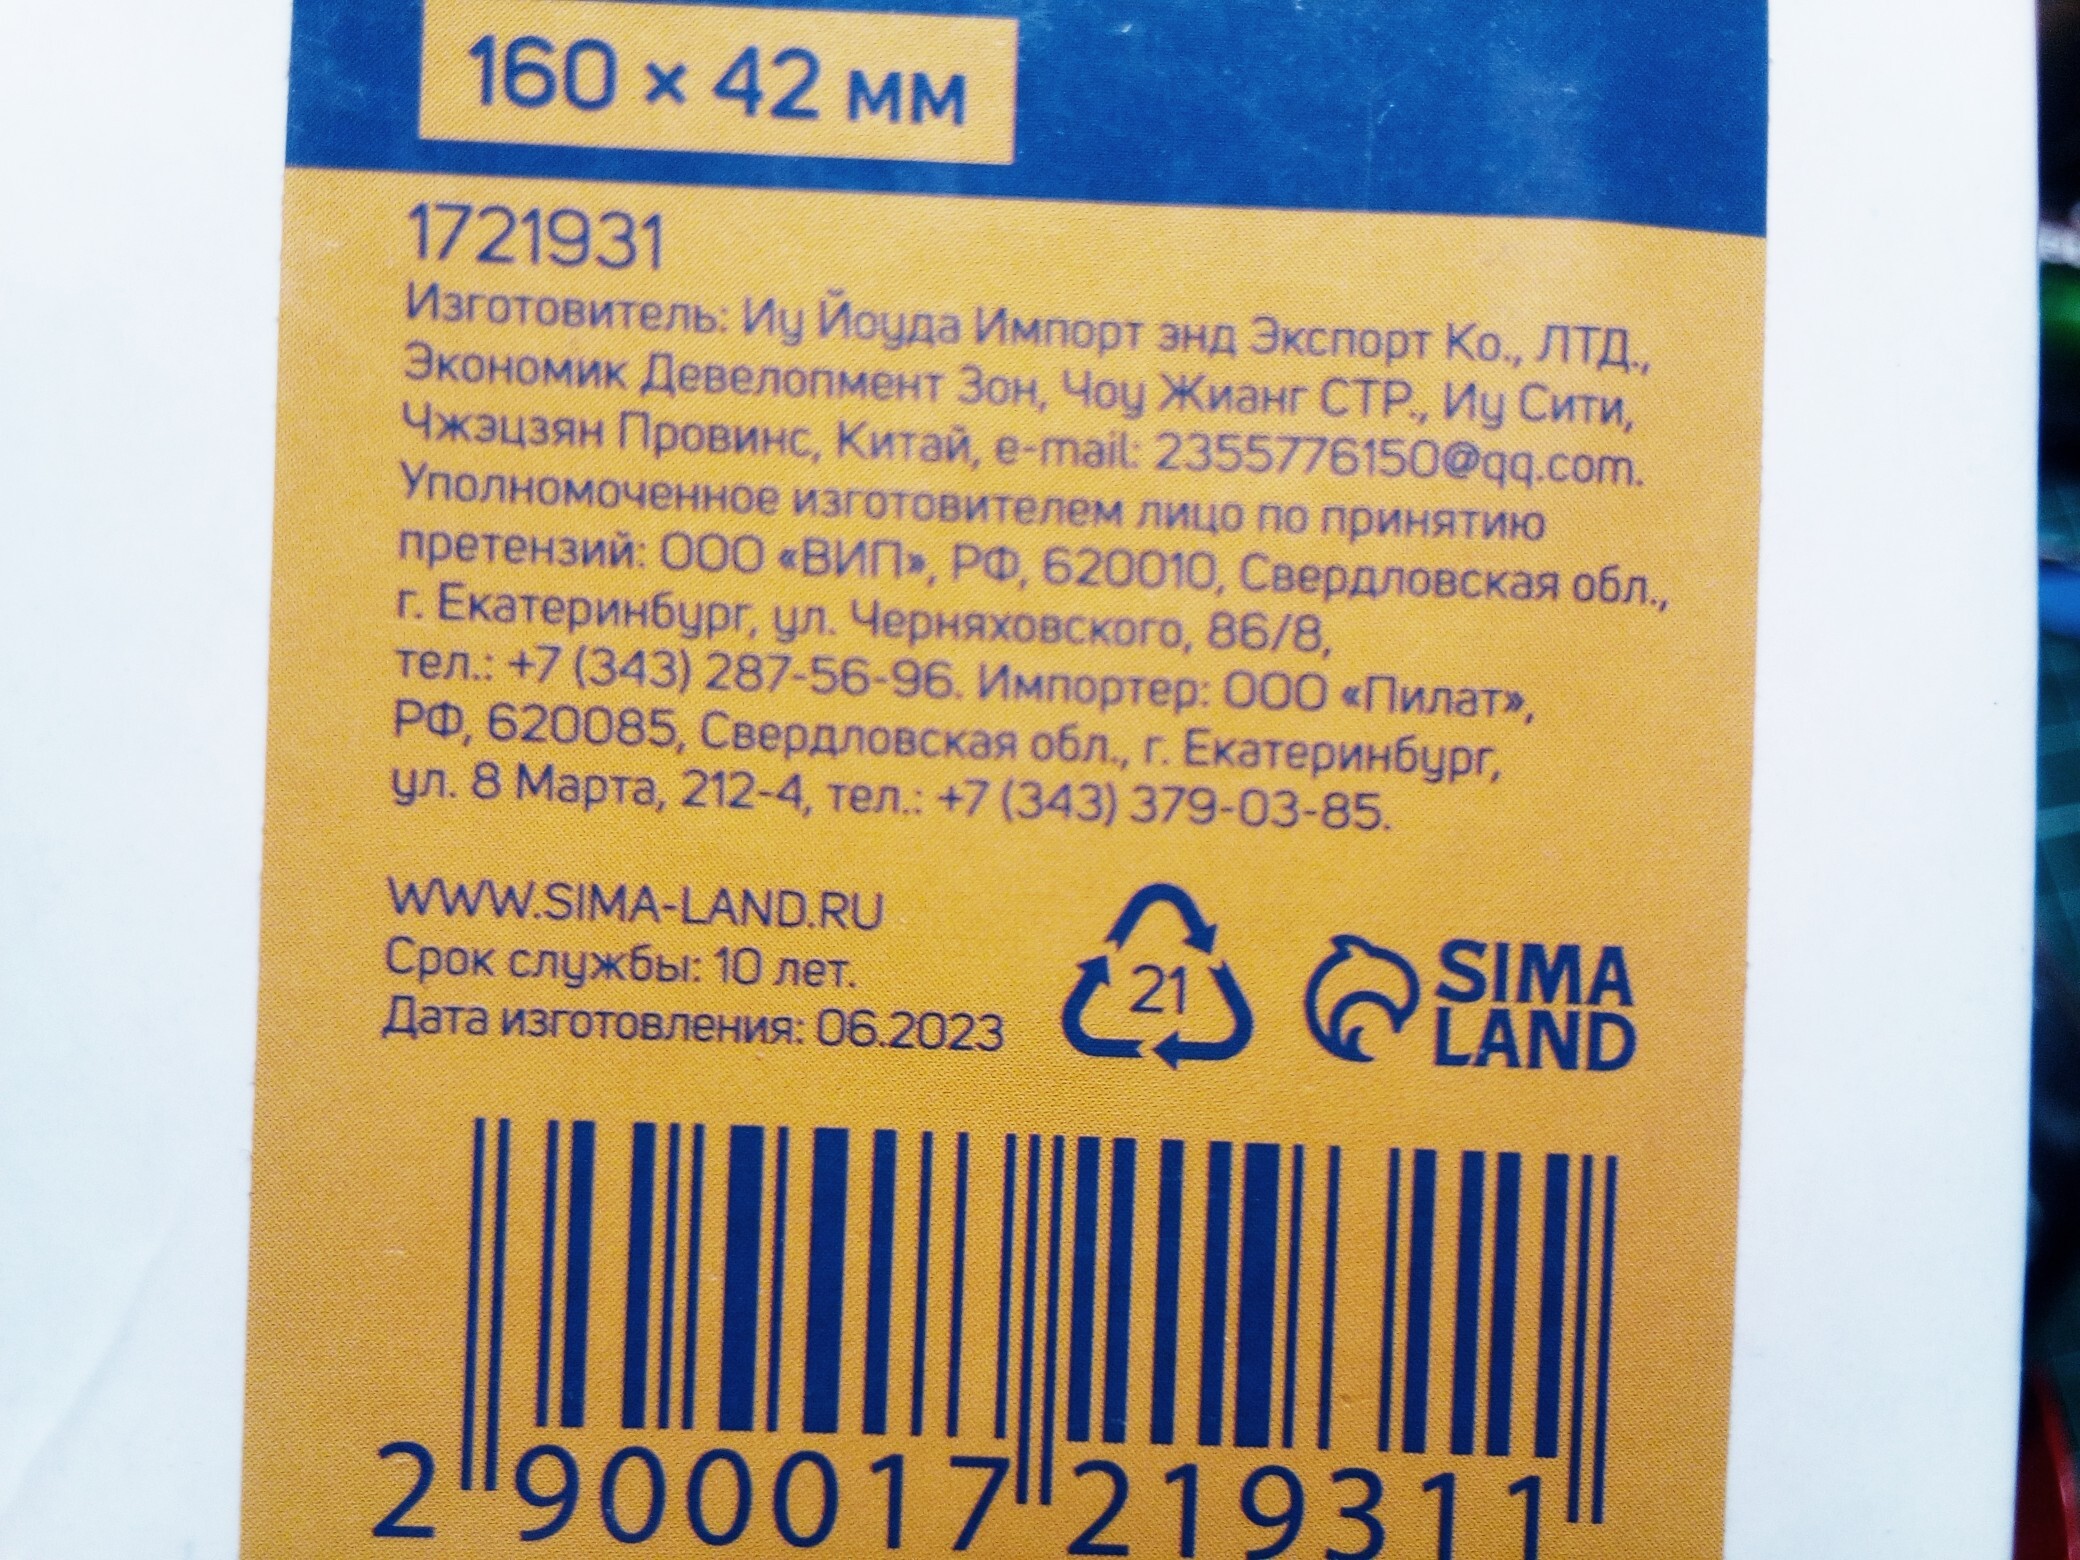 160 × 42 мм
1721931
Изготовитель: Иу Йоуда Импорт энд Экспорт Ко., ЛТД.,
Экономик Девелопмент Зон, Чоу Жианг СТР., Иу Сити,
Чжэцзян Провинс, Китай, e-mail: 2355776150@qq.com.
Уполномоченное изготовителем лицо по принятию
претензий: ООО «ВИП», РФ, 620010, Свердловская обл.,
г. Екатеринбург, ул. Черняховского, 86/8,
тел.: +7 (343) 287-56-96. Импортер: ООО «Пилат»,
РФ, 620085, Свердловская обл., г. Екатеринбург,
ул. 8 Марта, 212-4, тел.: +7 (343) 379-03-85.
WWW.SIMA-LAND.RU
Срок службы: 10 лет.
Дата изготовления: 06.2023
21
SIMA
LAND
2 900017 219311